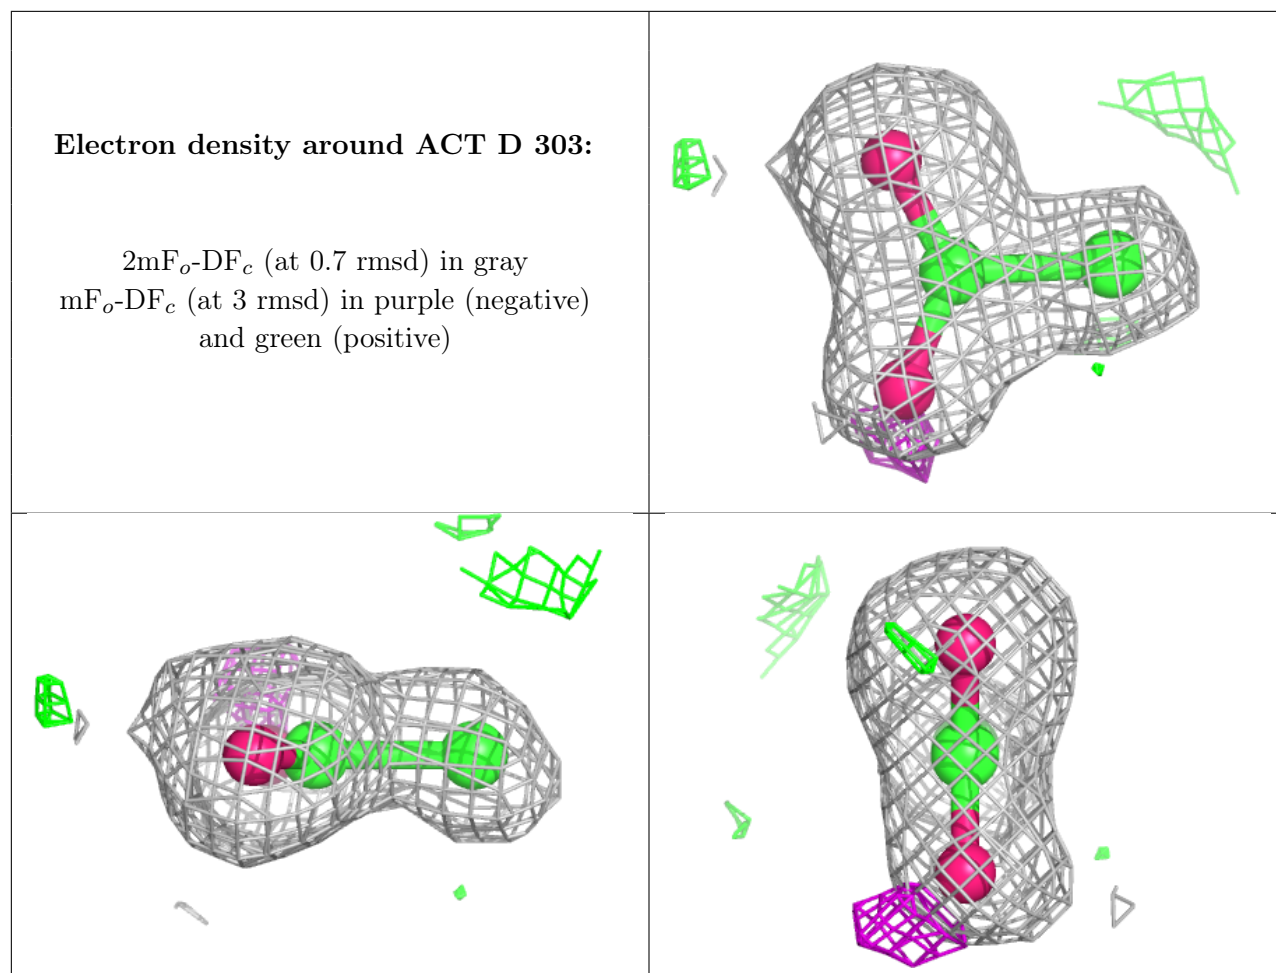 Electron density around ACT D 303:
2mFₒ-DF𝒸 (at 0.7 rmsd) in gray
mFₒ-DF𝒸 (at 3 rmsd) in purple (negative)
and green (positive)